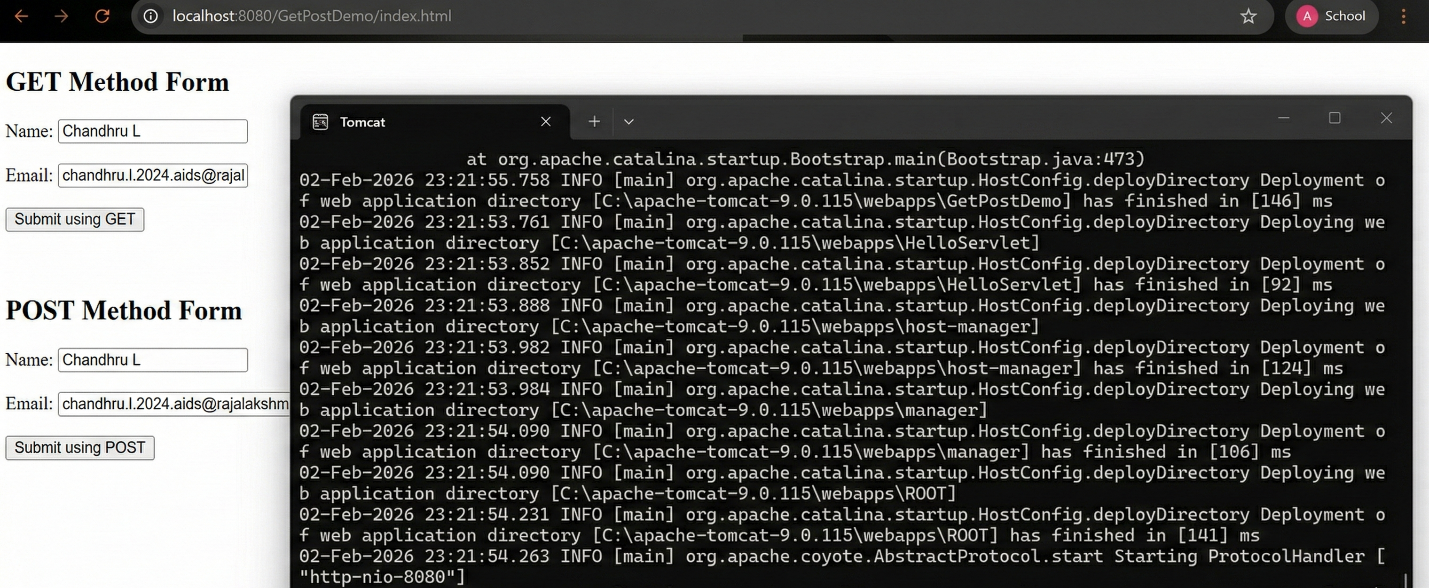 localhost:8080/GetPostDemo/index.html
A School
GET Method Form
Name: Chandhru L
Email: chandhru.l.2024.aids@rajal
Submit using GET
POST Method Form
Name: Chandhru L
Email: chandhru.l.2024.aids@rajalakshm
Submit using POST
Tomcat
at org.apache.catalina.startup.Bootstrap.main(Bootstrap.java:473)
02-Feb-2026 23:21:55.758 INFO [main] org.apache.catalina.startup.HostConfig.deployDirectory Deployment o
f web application directory [C:\apache-tomcat-9.0.115\webapps\GetPostDemo] has finished in [146] ms
02-Feb-2026 23:21:53.761 INFO [main] org.apache.catalina.startup.HostConfig.deployDirectory Deploying we
b application directory [C:\apache-tomcat-9.0.115\webapps\HelloServlet]
02-Feb-2026 23:21:53.852 INFO [main] org.apache.catalina.startup.HostConfig.deployDirectory Deployment o
f web application directory [C:\apache-tomcat-9.0.115\webapps\HelloServlet] has finished in [92] ms
02-Feb-2026 23:21:53.888 INFO [main] org.apache.catalina.startup.HostConfig.deployDirectory Deploying we
b application directory [C:\apache-tomcat-9.0.115\webapps\host-manager]
02-Feb-2026 23:21:53.982 INFO [main] org.apache.catalina.startup.HostConfig.deployDirectory Deployment o
f web application directory [C:\apache-tomcat-9.0.115\webapps\host-manager] has finished in [124] ms
02-Feb-2026 23:21:53.984 INFO [main] org.apache.catalina.startup.HostConfig.deployDirectory Deploying we
b application directory [C:\apache-tomcat-9.0.115\webapps\manager]
02-Feb-2026 23:21:54.090 INFO [main] org.apache.catalina.startup.HostConfig.deployDirectory Deployment o
f web application directory [C:\apache-tomcat-9.0.115\webapps\manager] has finished in [106] ms
02-Feb-2026 23:21:54.090 INFO [main] org.apache.catalina.startup.HostConfig.deployDirectory Deploying we
b application directory [C:\apache-tomcat-9.0.115\webapps\ROOT]
02-Feb-2026 23:21:54.231 INFO [main] org.apache.catalina.startup.HostConfig.deployDirectory Deployment o
f web application directory [C:\apache-tomcat-9.0.115\webapps\ROOT] has finished in [141] ms
02-Feb-2026 23:21:54.263 INFO [main] org.apache.coyote.AbstractProtocol.start Starting ProtocolHandler [
"http-nio-8080"]